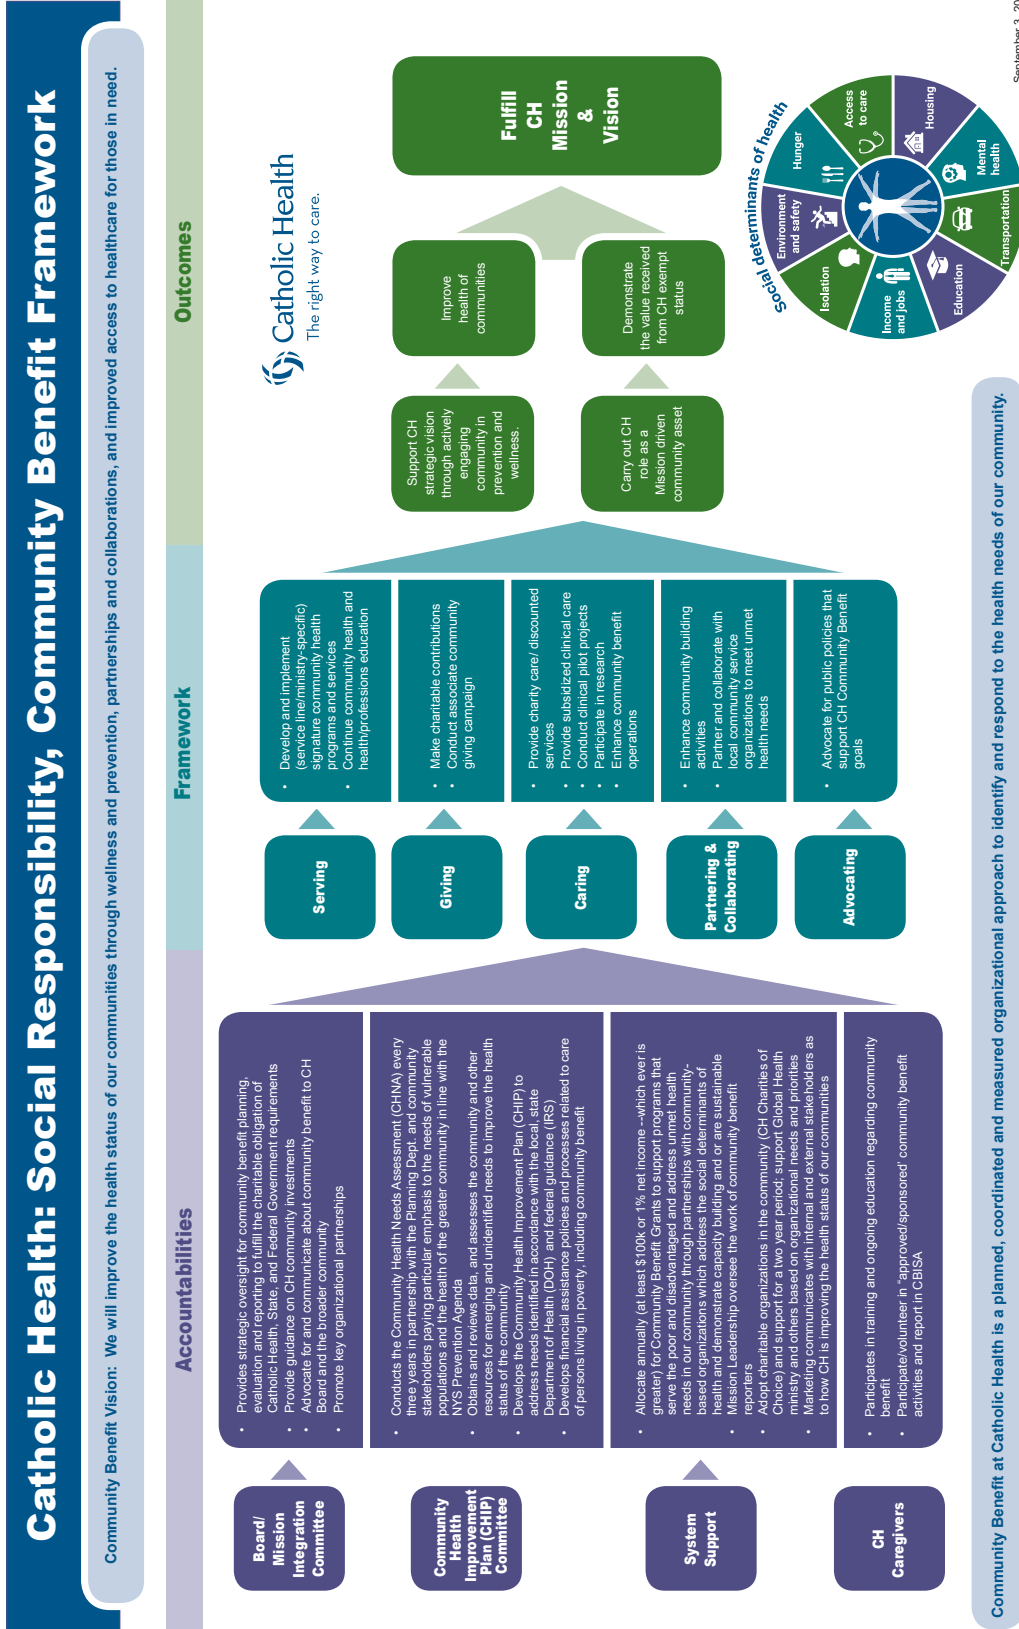 Catholic Health: Social Responsibility, Community Benefit Framework
Community Benefit Vision: We will improve the health status of our communities through wellness and prevention, partnerships and collaborations, and improved access to healthcare for those in need.
Accountabilities
Framework
Outcomes
Board/
Mission
Integration
Committee
• Provides strategic oversight for community benefit planning,
evaluation and reporting to fulfill the charitable obligation of
Catholic Health, State, and Federal Government requirements
• Provide guidance on CH community investments
• Advocate for and communicate about community benefit to CH
Board and the broader community
• Promote key organizational partnerships
Community
Health
Improvement
Plan (CHIP)
Committee
• Conducts the Community Health Needs Assessment (CHNA) every
three years in partnership with the Planning Dept. and community
stakeholders paying particular emphasis to the needs of vulnerable
populations and the health of the greater community in line with the
NYS Prevention Agenda
• Obtains and reviews data, and assesses the community and other
resources for emerging and unidentified needs to improve the health
status of the community
• Develops the Community Health Improvement Plan (CHIP) to
address needs identified in accordance with the local, state
Department of Health (DOH) and federal guidance (IRS)
• Develops financial assistance policies and processes related to care
of persons living in poverty, including community benefit
System
Support
• Allocate annually (at least $100k or 1% net income --which ever is
greater) for Community Benefit Grants to support programs that
serve the poor and disadvantaged and address unmet health
needs in our community through partnerships with community-
based organizations which address the social determinants of
health and demonstrate capacity building and or are sustainable
• Mission Leadership oversee the work of community benefit
reporters
• Adopt charitable organizations in the community (CH Charities of
Choice) and support for a two year period; support Global Health
ministry and others based on organizational needs and priorities
• Marketing communicates with internal and external stakeholders as
to how CH is improving the health status of our communities
CH
Caregivers
• Participates in training and ongoing education regarding community
benefit
• Participate/volunteer in “approved/sponsored’ community benefit
activities and report in CBISA
Serving
• Develop and implement
(service line/ministry-specific)
signature community health
programs and services
• Continue community health and
health/professions education
Giving
• Make charitable contributions
• Conduct associate community
giving campaign
Caring
• Provide charity care/ discounted
services
• Provide subsidized clinical care
• Conduct clinical pilot projects
• Participate in research
• Enhance community benefit
operations
Partnering &
Collaborating
• Enhance community building
activities
• Partner and collaborate with
local community service
organizations to meet unmet
health needs
Advocating
• Advocate for public policies that
support CH Community Benefit
goals
Catholic Health
The right way to care.
Support CH
strategic vision
through actively
engaging
community in
prevention and
wellness.
Carry out CH
role as a
Mission driven
community asset
Improve
health of
communities
Demonstrate
the value received
from CH exempt
status
Fulfill
CH
Mission
&
Vision
Social determinants of health
Hunger
Access
to care
Housing
Mental
health
Transportation
Education
Income
and jobs
Isolation
Environment
and safety
Community Benefit at Catholic Health is a planned, coordinated and measured organizational approach to identify and respond to the health needs of our community.
September 3, 20